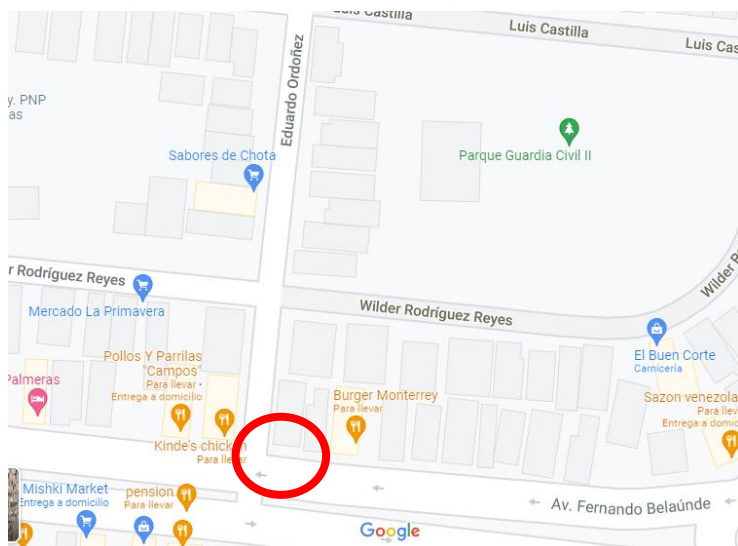 Luis Castilla
Luis Castilla
Luis Cas
Eduardo Ordoñez
y. PNP
as
Sabores de Chota
Parque Guardia Civil II
r Rodríguez Reyes
Mercado La Primavera
Wilder Rodríguez Reyes
Wilder R
El Buen Corte
Carnicería
Pollos Y Parrilas
"Campos"
Para llevar •
Entrega a domicilio
Palmeras
Burger Monterrey
Para llevar
Sazon venezola
Para llev
Entrega a domic
Kinde's chicken
Para llevar
Mishki Market
Entrega a domicilio
pension
Para llevar
Av. Fernando Belaúnde
Google